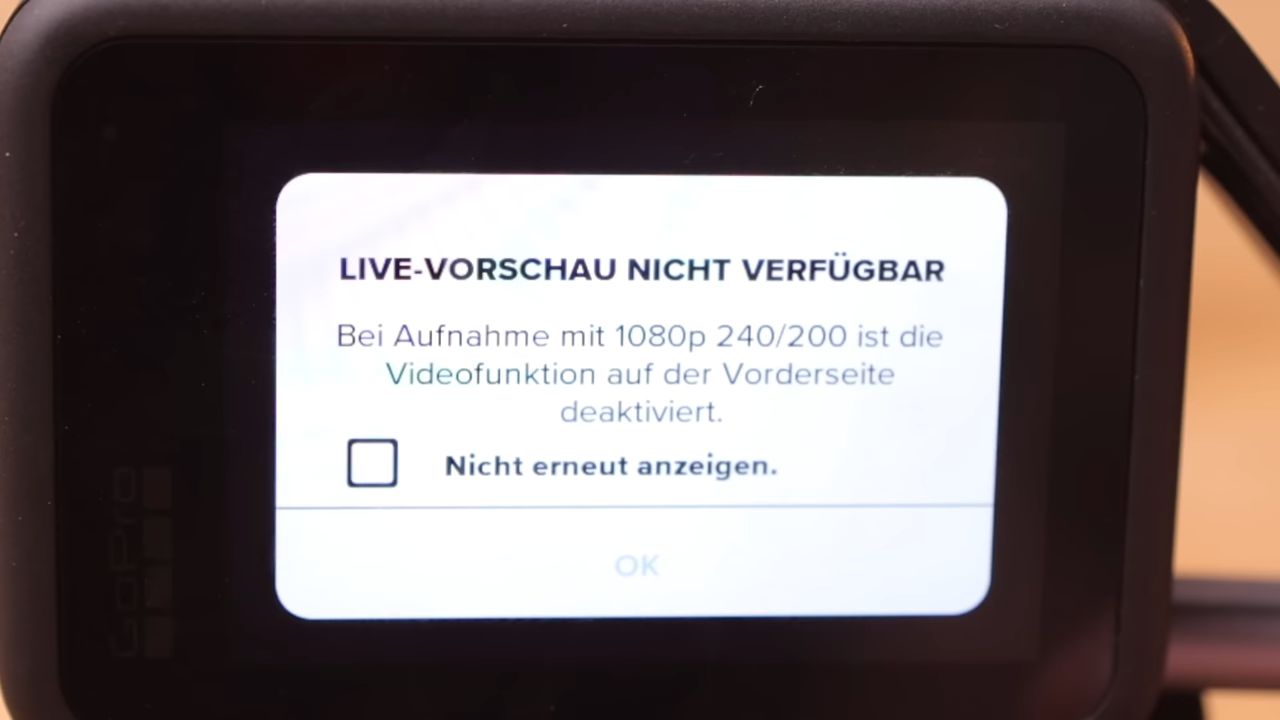 LIVE-VORSCHAU NICHT VERFÜGBAR
Bei Aufnahme mit 1080p 240/200 ist die
Videofunktion auf der Vorderseite
deaktiviert.
Nicht erneut anzeigen.
OK
GoPro